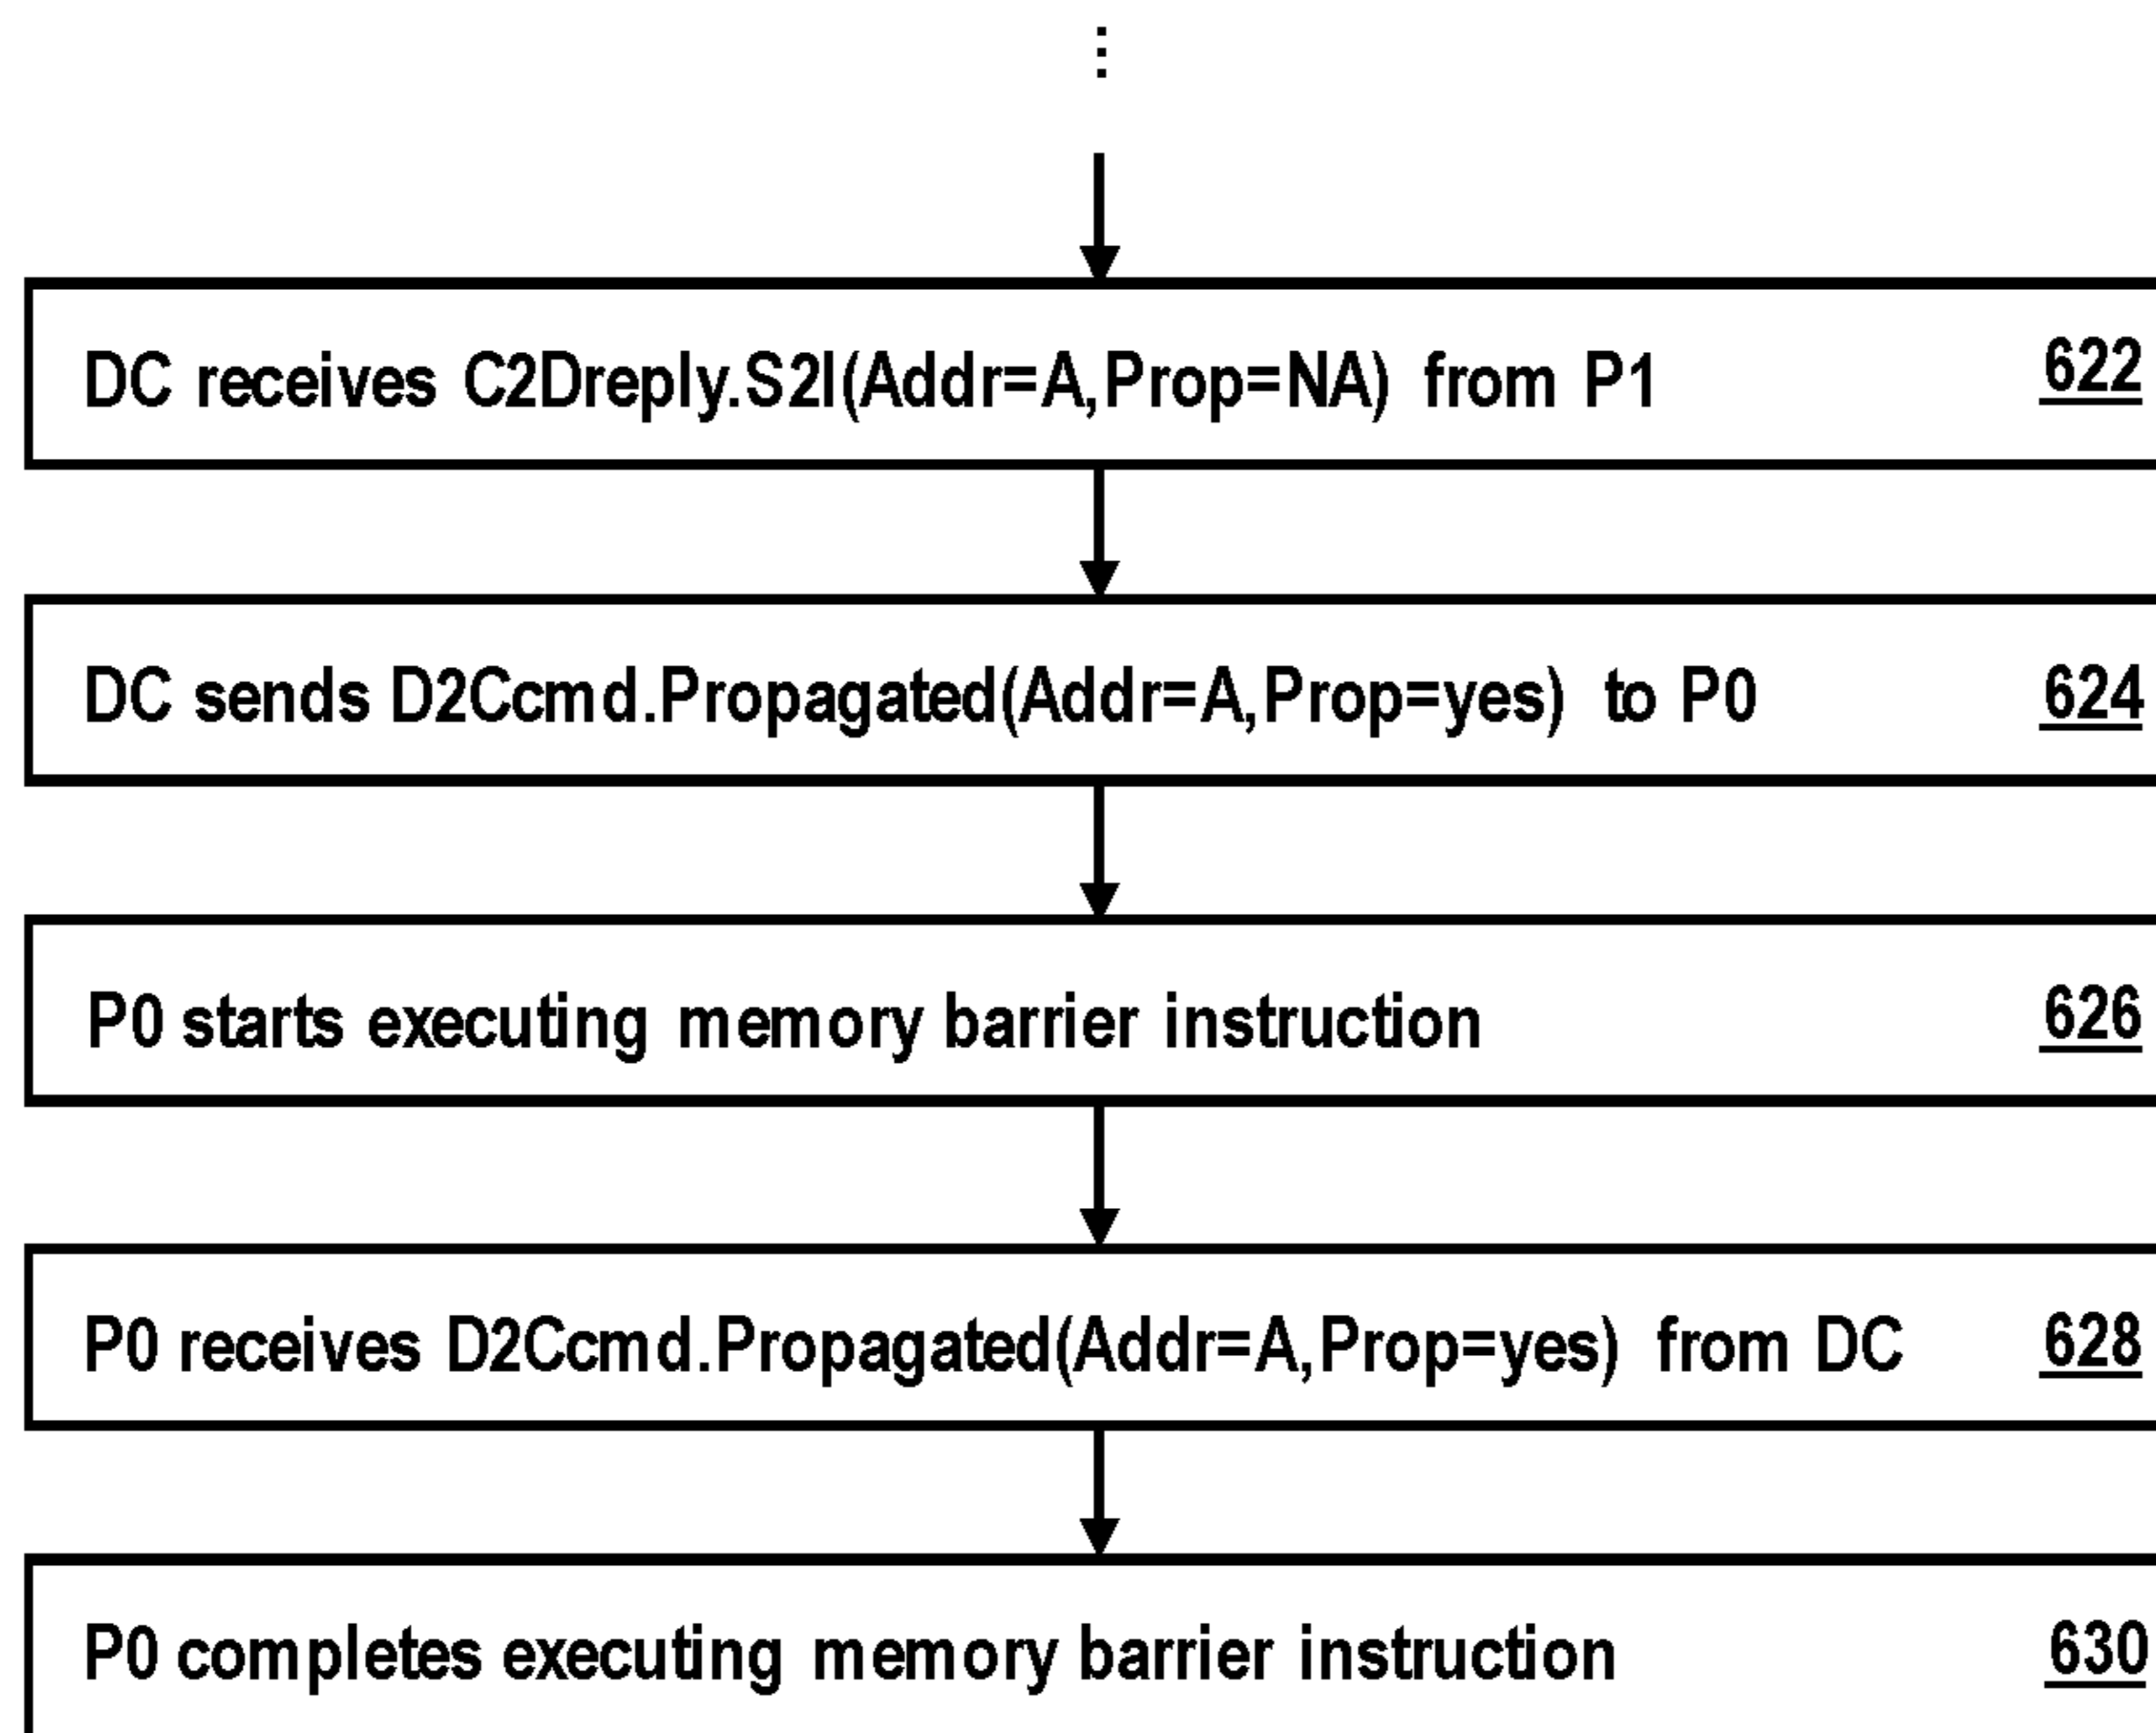 ⋮
DC receives C2Dreply.S2I(Addr=A,Prop=NA) from P1 622
DC sends D2Ccmd.Propagated(Addr=A,Prop=yes) to P0 624
P0 starts executing memory barrier instruction 626
P0 receives D2Ccmd.Propagated(Addr=A,Prop=yes) from DC 628
P0 completes executing memory barrier instruction 630